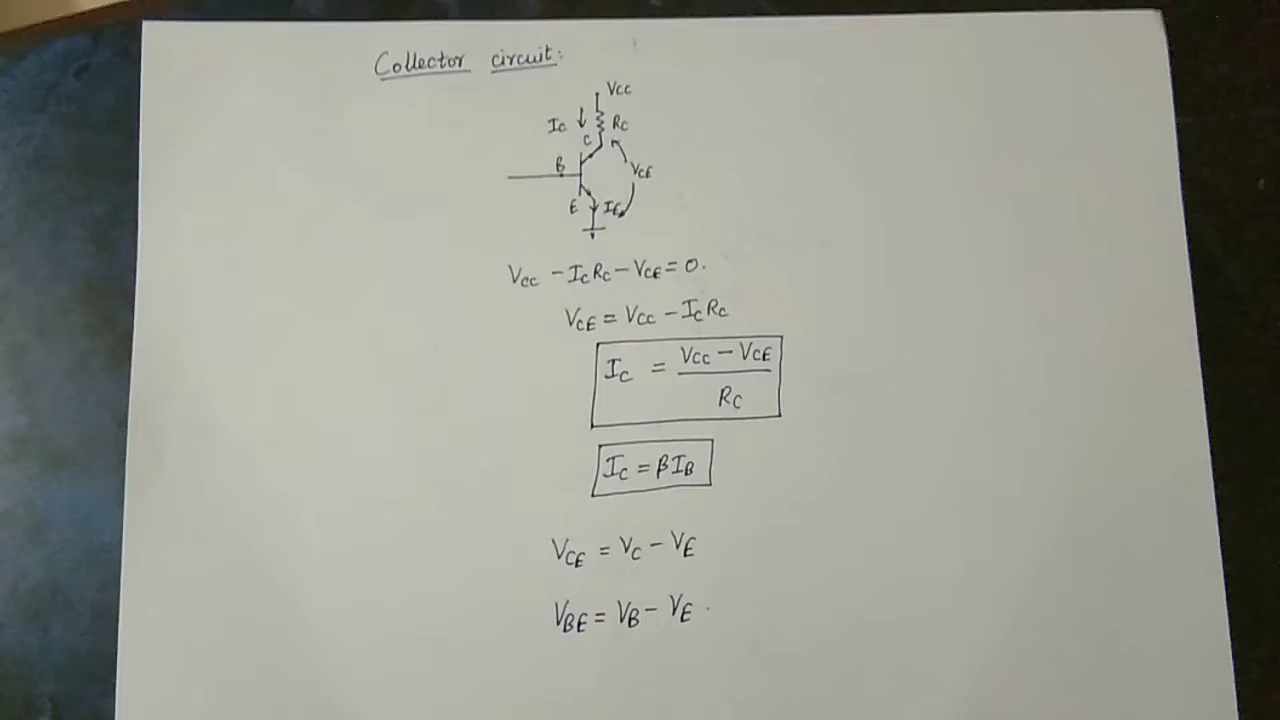 Collector circuit:
Vcc
Ic ↓ Rc
C
B
VCE
E IE
Vcc - IcRc - VCE = 0.
VCE = Vcc - IcRc
Ic = Vcc - VCE / Rc
Ic = βIB
VCE = Vc - VE
VBE = VB - VE.